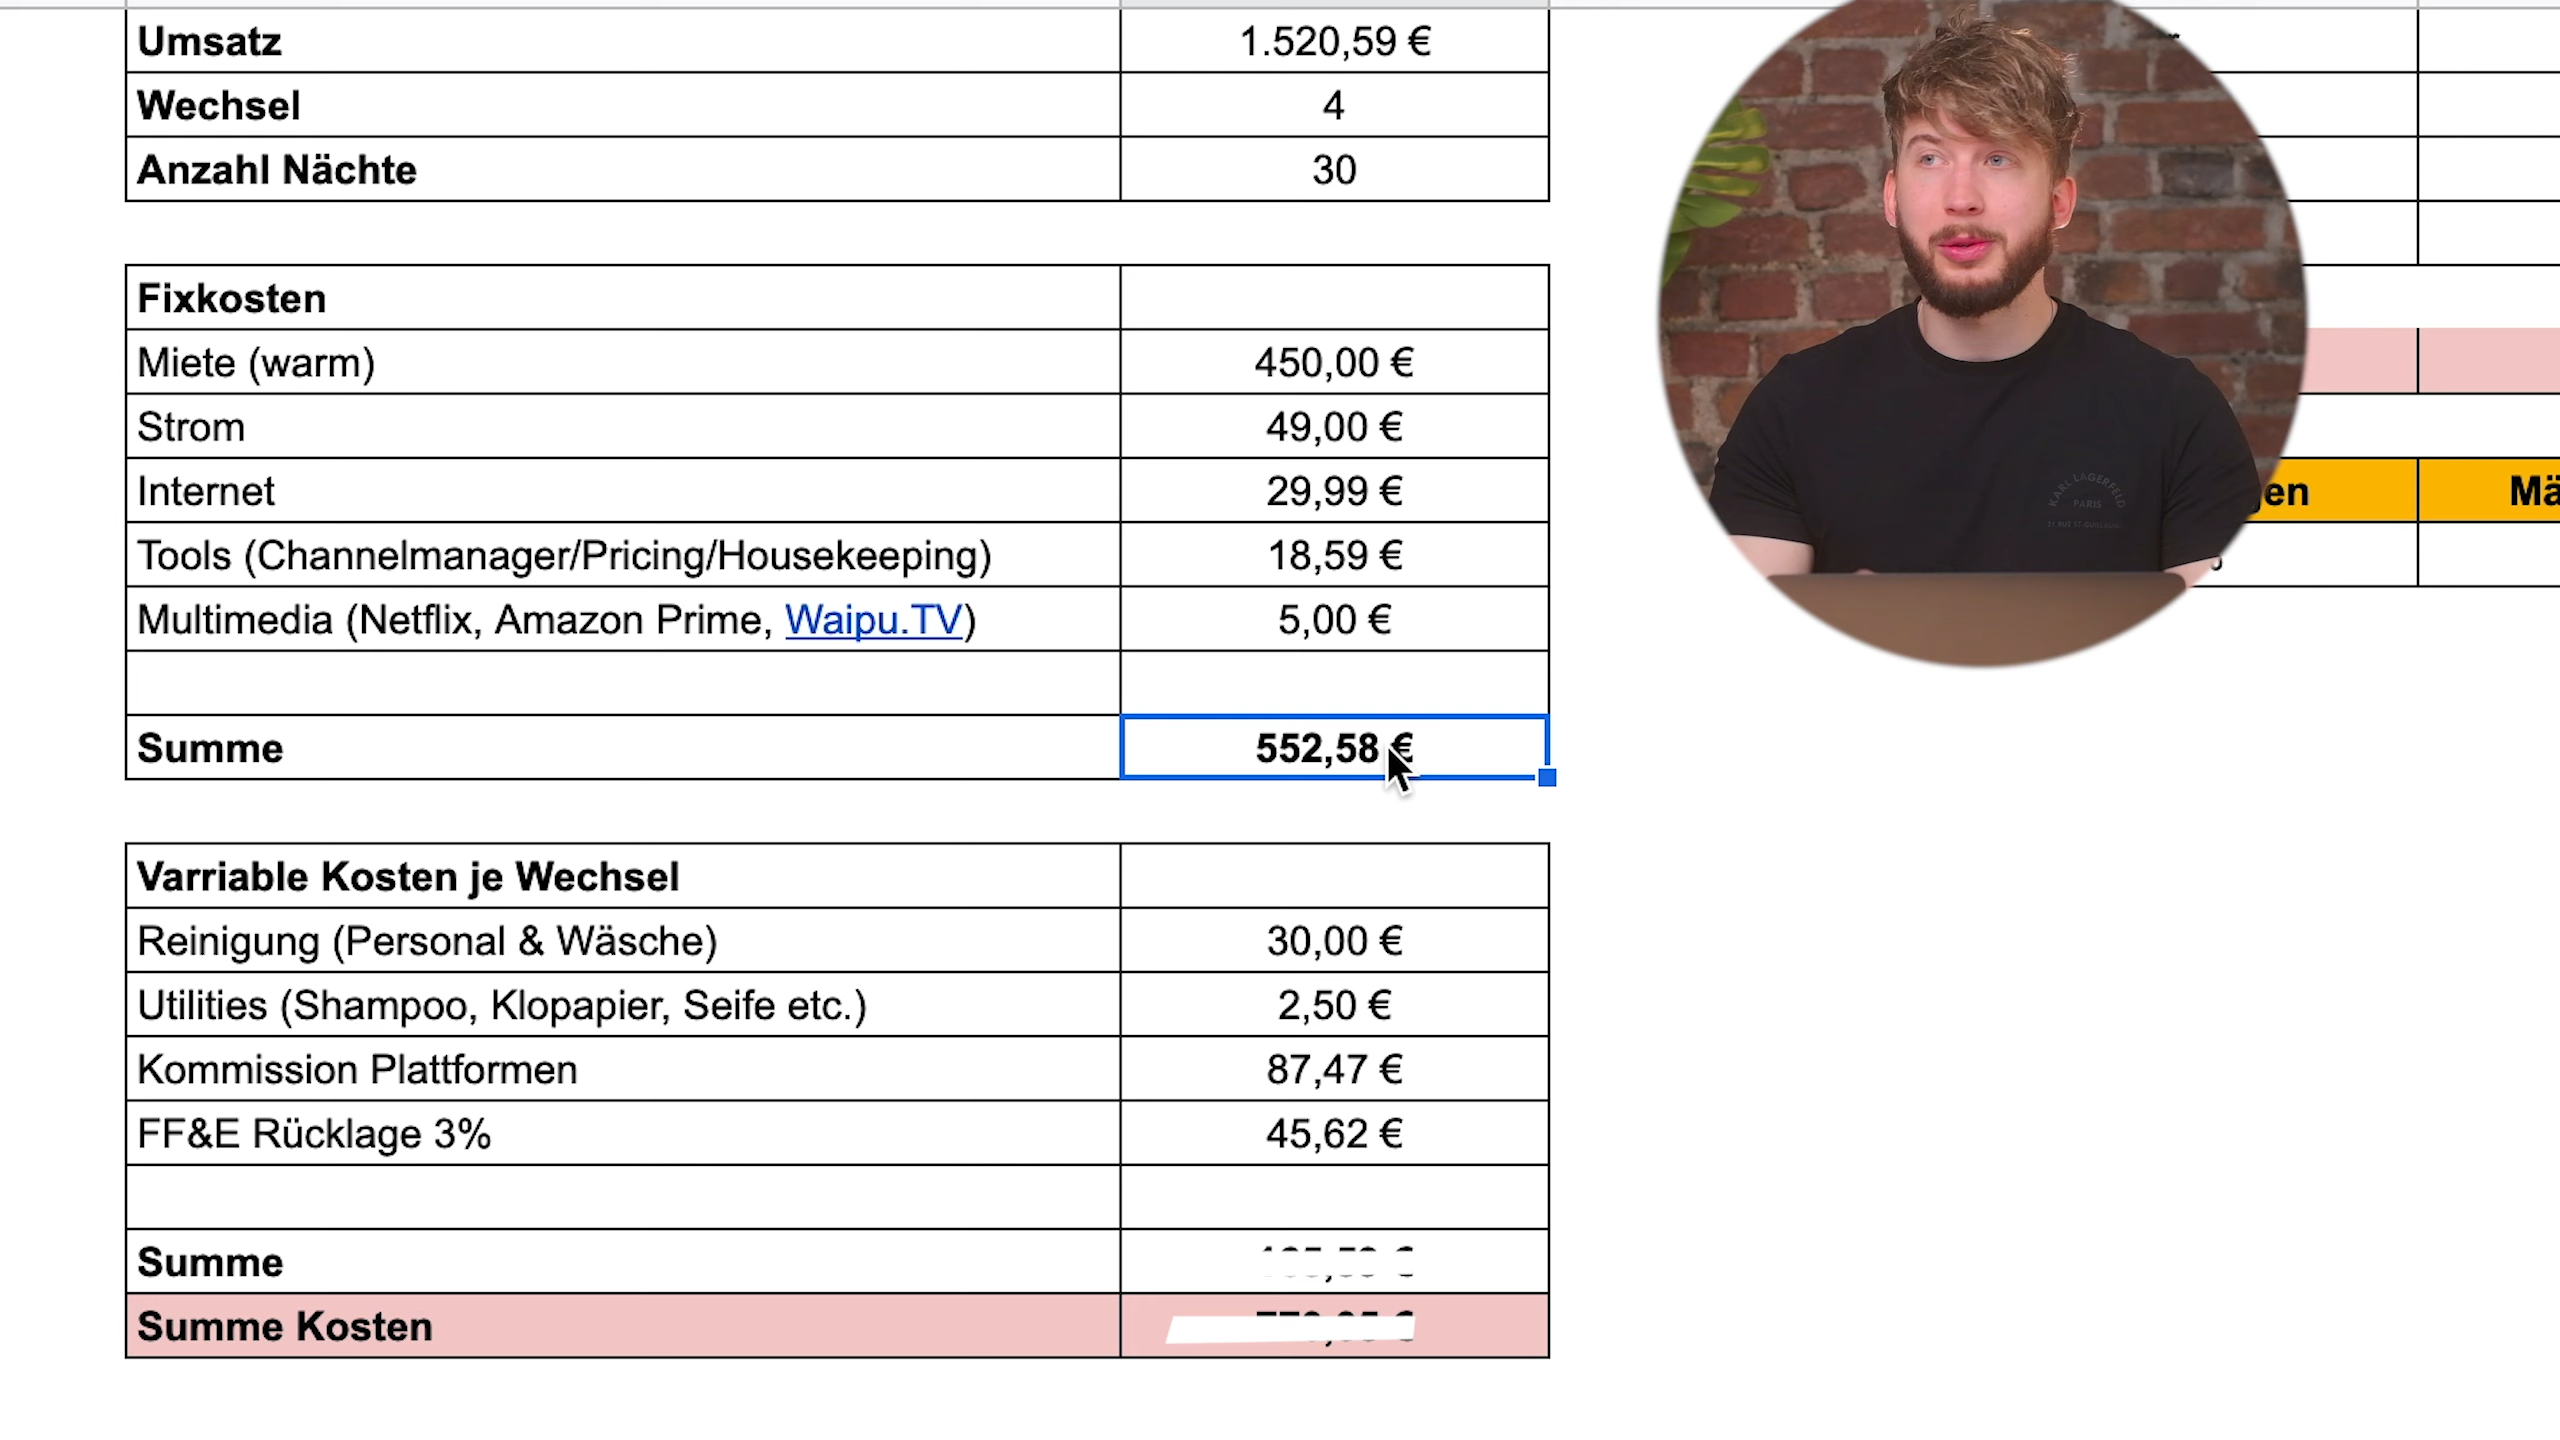 Umsatz 1.520,59 €
Wechsel 4
Anzahl Nächte 30
Fixkosten
Miete (warm) 450,00 €
Strom 49,00 €
Internet 29,99 €
Tools (Channelmanager/Pricing/Housekeeping) 18,59 €
Multimedia (Netflix, Amazon Prime, Waipu.TV) 5,00 €
Summe 552,58 €
Varriable Kosten je Wechsel
Reinigung (Personal & Wäsche) 30,00 €
Utilities (Shampoo, Klopapier, Seife etc.) 2,50 €
Kommission Plattformen 87,47 €
FF&E Rücklage 3% 45,62 €
Summe
Summe Kosten
KARL LAGERFELD
PARIS